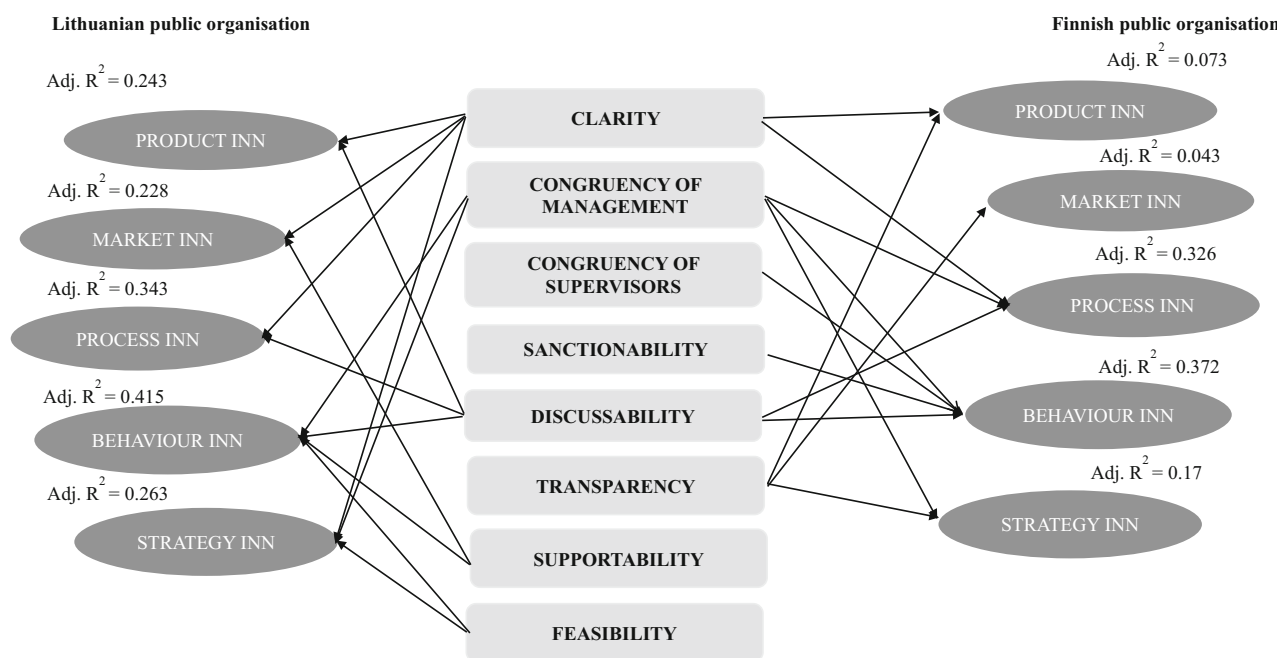 Lithuanian public organisation
Finnish public organisation
Adj. R² = 0.243
PRODUCT INN
Adj. R² = 0.228
MARKET INN
Adj. R² = 0.343
PROCESS INN
Adj. R² = 0.415
BEHAVIOUR INN
Adj. R² = 0.263
STRATEGY INN
CLARITY
CONGRUENCY OF
MANAGEMENT
CONGRUENCY OF
SUPERVISORS
SANCTIONABILITY
DISCUSSABILITY
TRANSPARENCY
SUPPORTABILITY
FEASIBILITY
Adj. R² = 0.073
PRODUCT INN
Adj. R² = 0.043
MARKET INN
Adj. R² = 0.326
PROCESS INN
Adj. R² = 0.372
BEHAVIOUR INN
Adj. R² = 0.17
STRATEGY INN